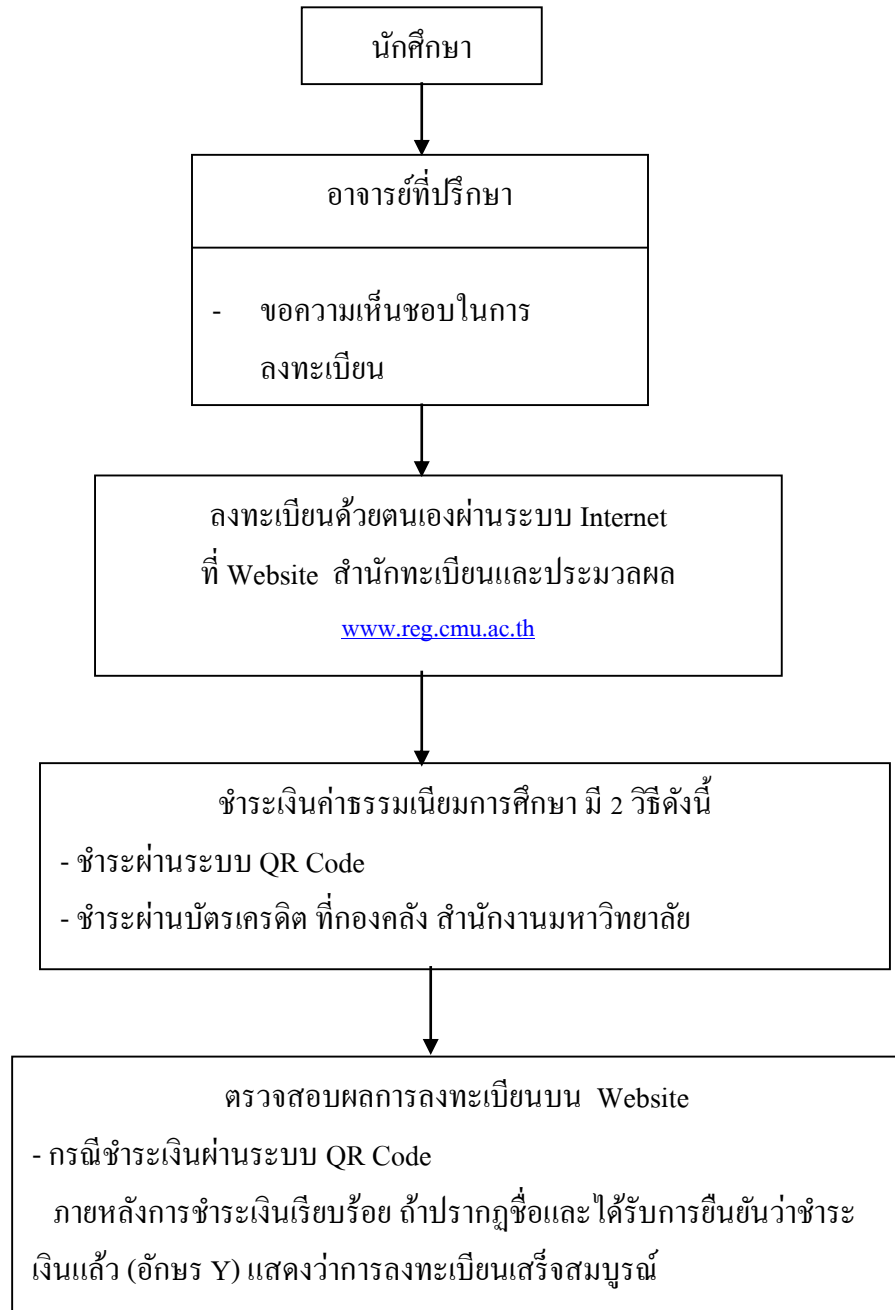 นักศึกษา
อาจารย์ที่ปรึกษา
- ขอความเห็นชอบในการ
ลงทะเบียน
ลงทะเบียนด้วยตนเองผ่านระบบ Internet
ที่ Website สำนักทะเบียนและประมวลผล
www.reg.cmu.ac.th
ชำระเงินค่าธรรมเนียมการศึกษา มี 2 วิธีดังนี้
- ชำระผ่านระบบ QR Code
- ชำระผ่านบัตรเครดิต ที่กองคลัง สำนักงานมหาวิทยาลัย
ตรวจสอบผลการลงทะเบียนบน Website
- กรณีชำระเงินผ่านระบบ QR Code
ภายหลังการชำระเงินเรียบร้อย ถ้าปรากฏชื่อและได้รับการยืนยันว่าชำระ
เงินแล้ว (อักษร Y) แสดงว่าการลงทะเบียนเสร็จสมบูรณ์